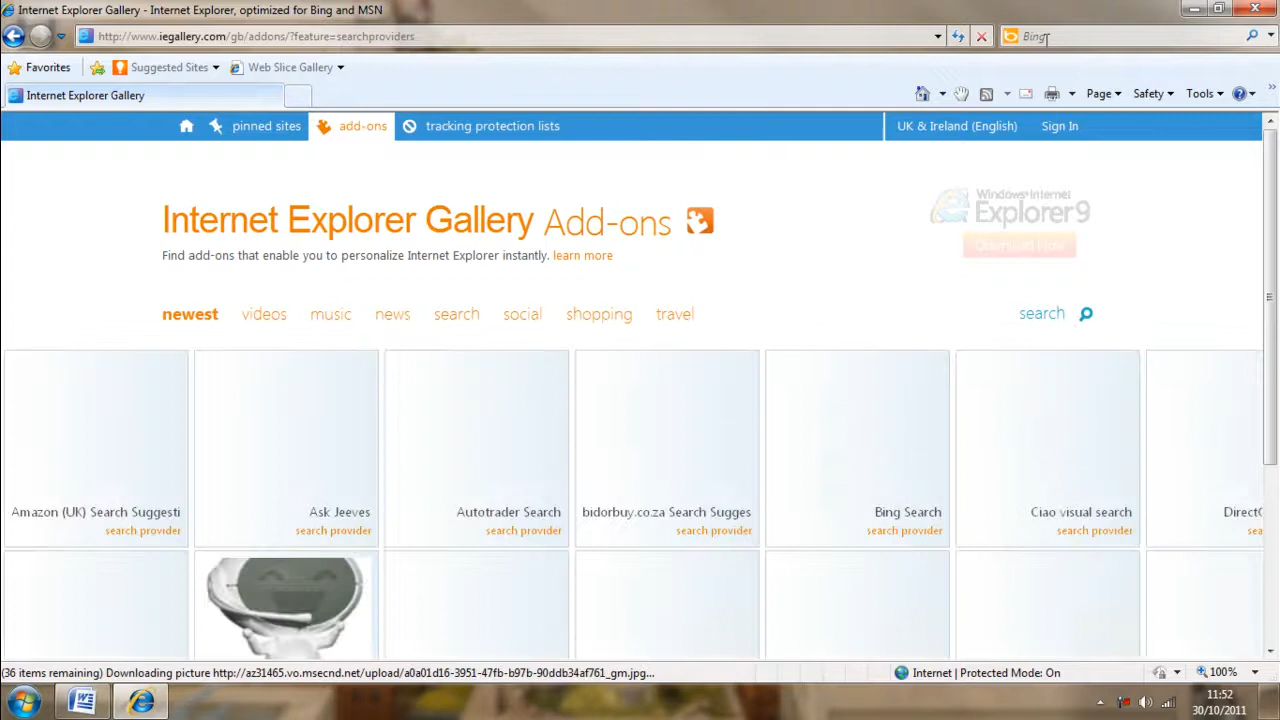 Internet Explorer Gallery - Internet Explorer, optimized for Bing and MSN
http://www.iegallery.com/gb/addons/?feature=searchproviders
Bing
Favorites Suggested Sites Web Slice Gallery
Internet Explorer Gallery
Page Safety Tools
pinned sites add-ons tracking protection lists UK & Ireland (English) Sign In
Internet Explorer Gallery Add-ons
Windows Internet
Explorer 9
Download Now
Find add-ons that enable you to personalize Internet Explorer instantly. learn more
newest videos music news search social shopping travel search
Amazon (UK) Search Suggesti
search provider
Ask Jeeves
search provider
Autotrader Search
search provider
bidorbuy.co.za Search Sugges
search provider
Bing Search
search provider
Ciao visual search
search provider
DirectG
sea
(36 items remaining) Downloading picture http://az31465.vo.msecnd.net/upload/a0a01d16-3951-47fb-b97b-90ddb34af761_gm.jpg...
Internet | Protected Mode: On
100%
11:52
30/10/2011